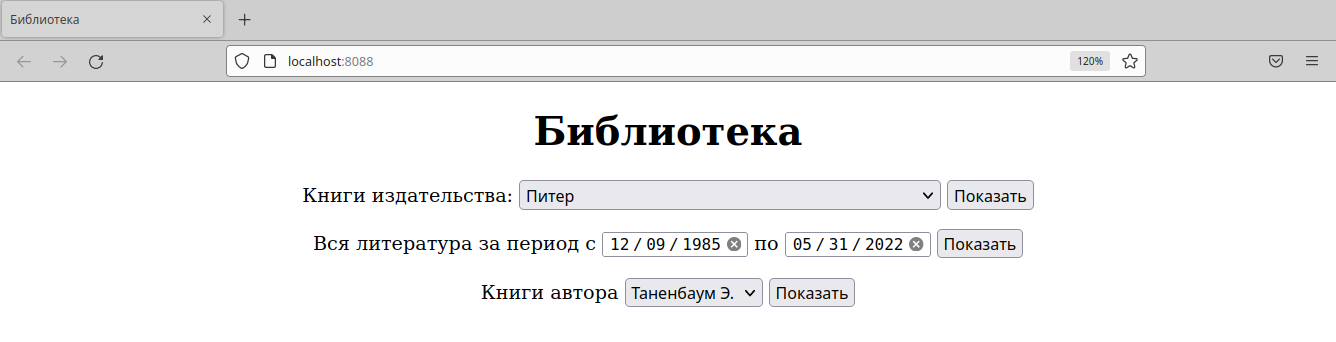 Библиотека
localhost:8088 120%
Библиотека
Книги издательства: Питер Показать
Вся литература за период с 12 / 09 / 1985 по 05 / 31 / 2022 Показать
Книги автора Таненбаум Э. Показать